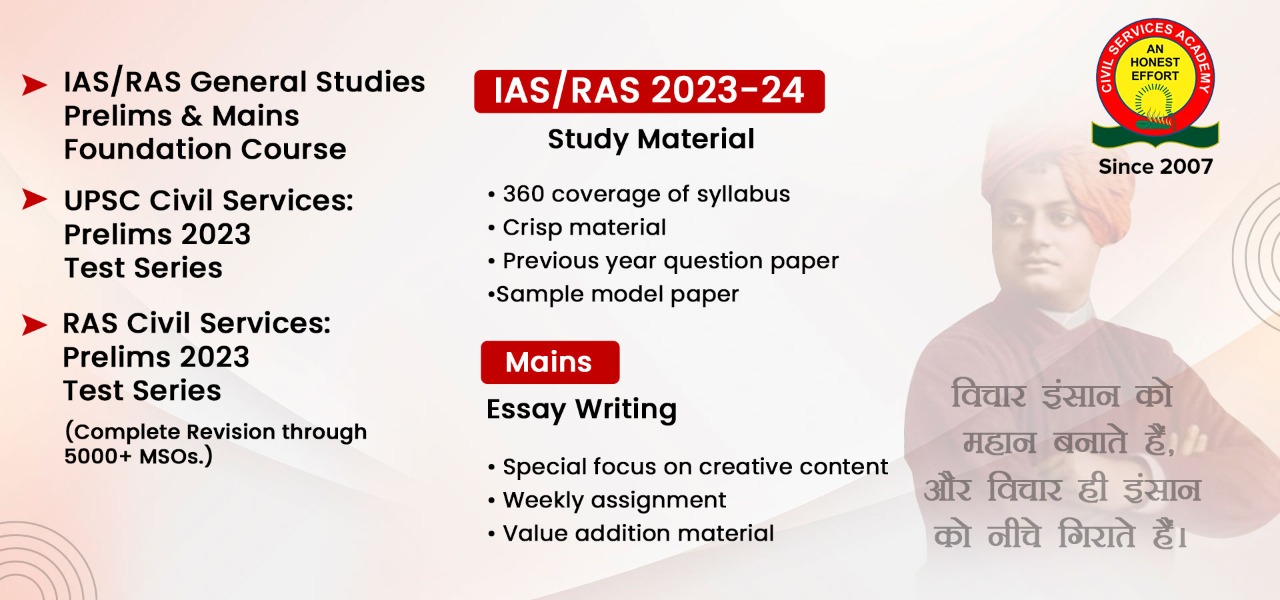 IAS/RAS General Studies
Prelims & Mains
Foundation Course
UPSC Civil Services:
Prelims 2023
Test Series
RAS Civil Services:
Prelims 2023
Test Series
(Complete Revision through
5000+ MSOs.)
IAS/RAS 2023-24
Study Material
• 360 coverage of syllabus
• Crisp material
• Previous year question paper
•Sample model paper
Mains
Essay Writing
• Special focus on creative content
• Weekly assignment
• Value addition material
CIVIL SERVICES ACADEMY
AN
HONEST
EFFORT
Since 2007
विचार इंसान को
महान बनाते हैं,
और विचार ही इंसान
को नीचे गिराते हैं।